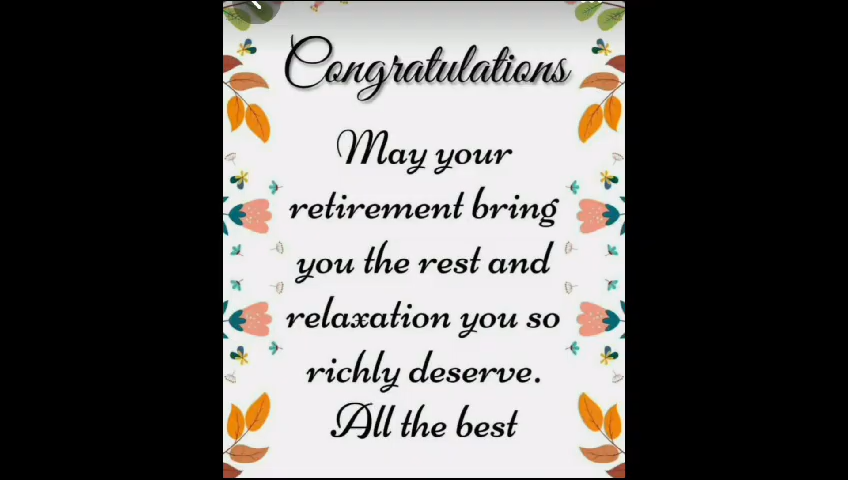 Congratulations
May your
retirement bring
you the rest and
relaxation you so
richly deserve.
All the best